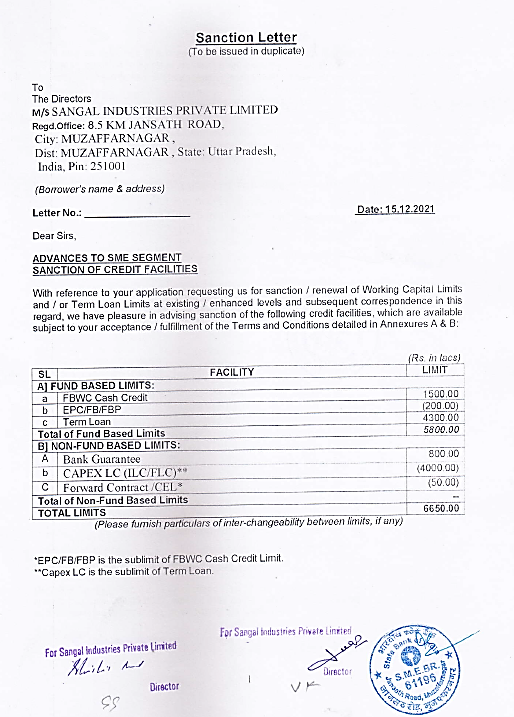 Sanction Letter
(To be issued in duplicate)
To
The Directors
M/s SANGAL INDUSTRIES PRIVATE LIMITED
Regd.Office: 8.5 KM JANSATH ROAD,
City: MUZAFFARNAGAR ,
Dist: MUZAFFARNAGAR , State: Uttar Pradesh,
India, Pin: 251001
(Borrower's name & address)
Letter No.: ____________________ Date: 15.12.2021
Dear Sirs,
ADVANCES TO SME SEGMENT
SANCTION OF CREDIT FACILITIES
With reference to your application requesting us for sanction / renewal of Working Capital Limits
and / or Term Loan Limits at existing / enhanced levels and subsequent correspondence in this
regard, we have pleasure in advising sanction of the following credit facilities, which are available
subject to your acceptance / fulfillment of the Terms and Conditions detailed in Annexures A & B:
(Rs. in lacs)
SL FACILITY LIMIT
A] FUND BASED LIMITS:
a FBWC Cash Credit 1500.00
b EPC/FB/FBP (200.00)
c Term Loan 4300.00
Total of Fund Based Limits 5800.00
B] NON-FUND BASED LIMITS:
A Bank Guarantee 800.00
b CAPEX LC (ILC/FLC)** (4000.00)
C Forward Contract /CEL* (50.00)
Total of Non-Fund Based Limits --
TOTAL LIMITS 6650.00
(Please furnish particulars of inter-changeability between limits, if any)
*EPC/FB/FBP is the sublimit of FBWC Cash Credit Limit.
**Capex LC is the sublimit of Term Loan.
For Sangal Industries Private Limited
Director
For Sangal Industries Private Limited
Director
State Bank
S.M.E. BR.
61195
Jansath Road, Muzaffarnagar